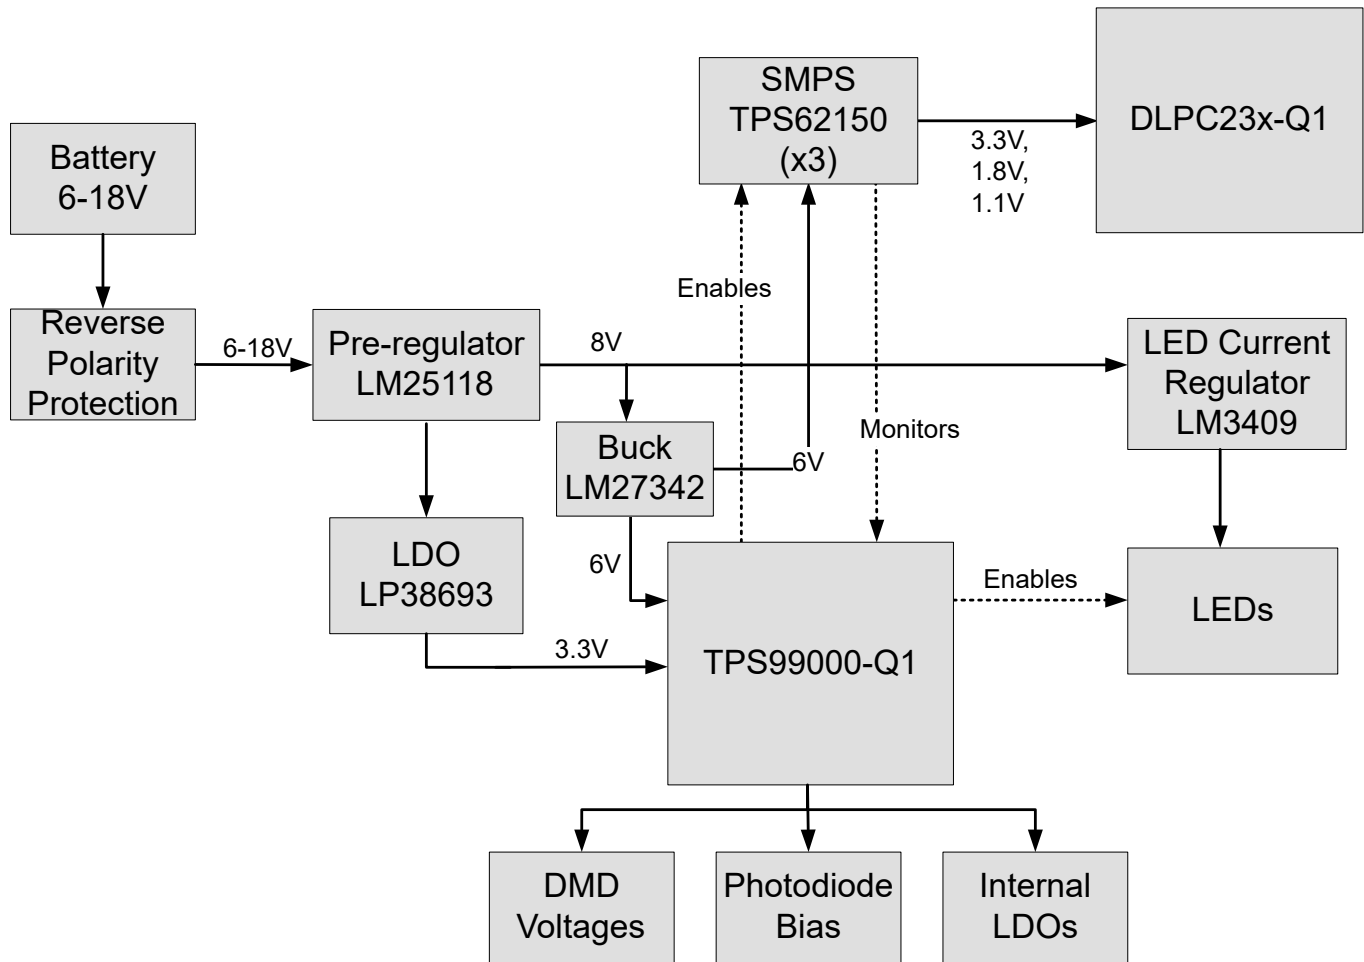 SMPS
TPS62150
(x3)
DLPC23x-Q1
3.3V,
1.8V,
1.1V
Battery
6-18V
Enables
Reverse
Polarity
Protection
6-18V
Pre-regulator
LM25118
8V
LED Current
Regulator
LM3409
Buck
LM27342
6V
Monitors
LDO
LP38693
6V
3.3V
TPS99000-Q1
Enables
LEDs
DMD
Voltages
Photodiode
Bias
Internal
LDOs